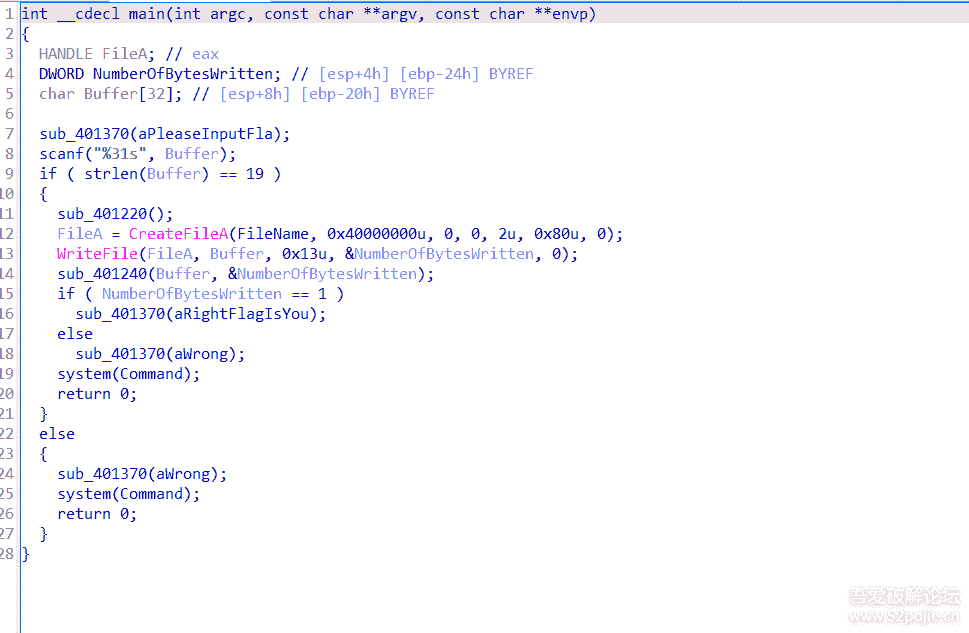 1 int __cdecl main(int argc, const char **argv, const char **envp)
2 {
3 HANDLE FileA; // eax
4 DWORD NumberOfBytesWritten; // [esp+4h] [ebp-24h] BYREF
5 char Buffer[32]; // [esp+8h] [ebp-20h] BYREF
6
7 sub_401370(aPleaseInputFla);
8 scanf("%31s", Buffer);
9 if ( strlen(Buffer) == 19 )
10 {
11 sub_401220();
12 FileA = CreateFileA(FileName, 0x40000000u, 0, 0, 2u, 0x80u, 0);
13 WriteFile(FileA, Buffer, 0x13u, &NumberOfBytesWritten, 0);
14 sub_401240(Buffer, &NumberOfBytesWritten);
15 if ( NumberOfBytesWritten == 1 )
16 sub_401370(aRightFlagIsYou);
17 else
18 sub_401370(aWrong);
19 system(Command);
20 return 0;
21 }
22 else
23 {
24 sub_401370(aWrong);
25 system(Command);
26 return 0;
27 }
28 }
吾爱破解论坛
www.52pojie.cn